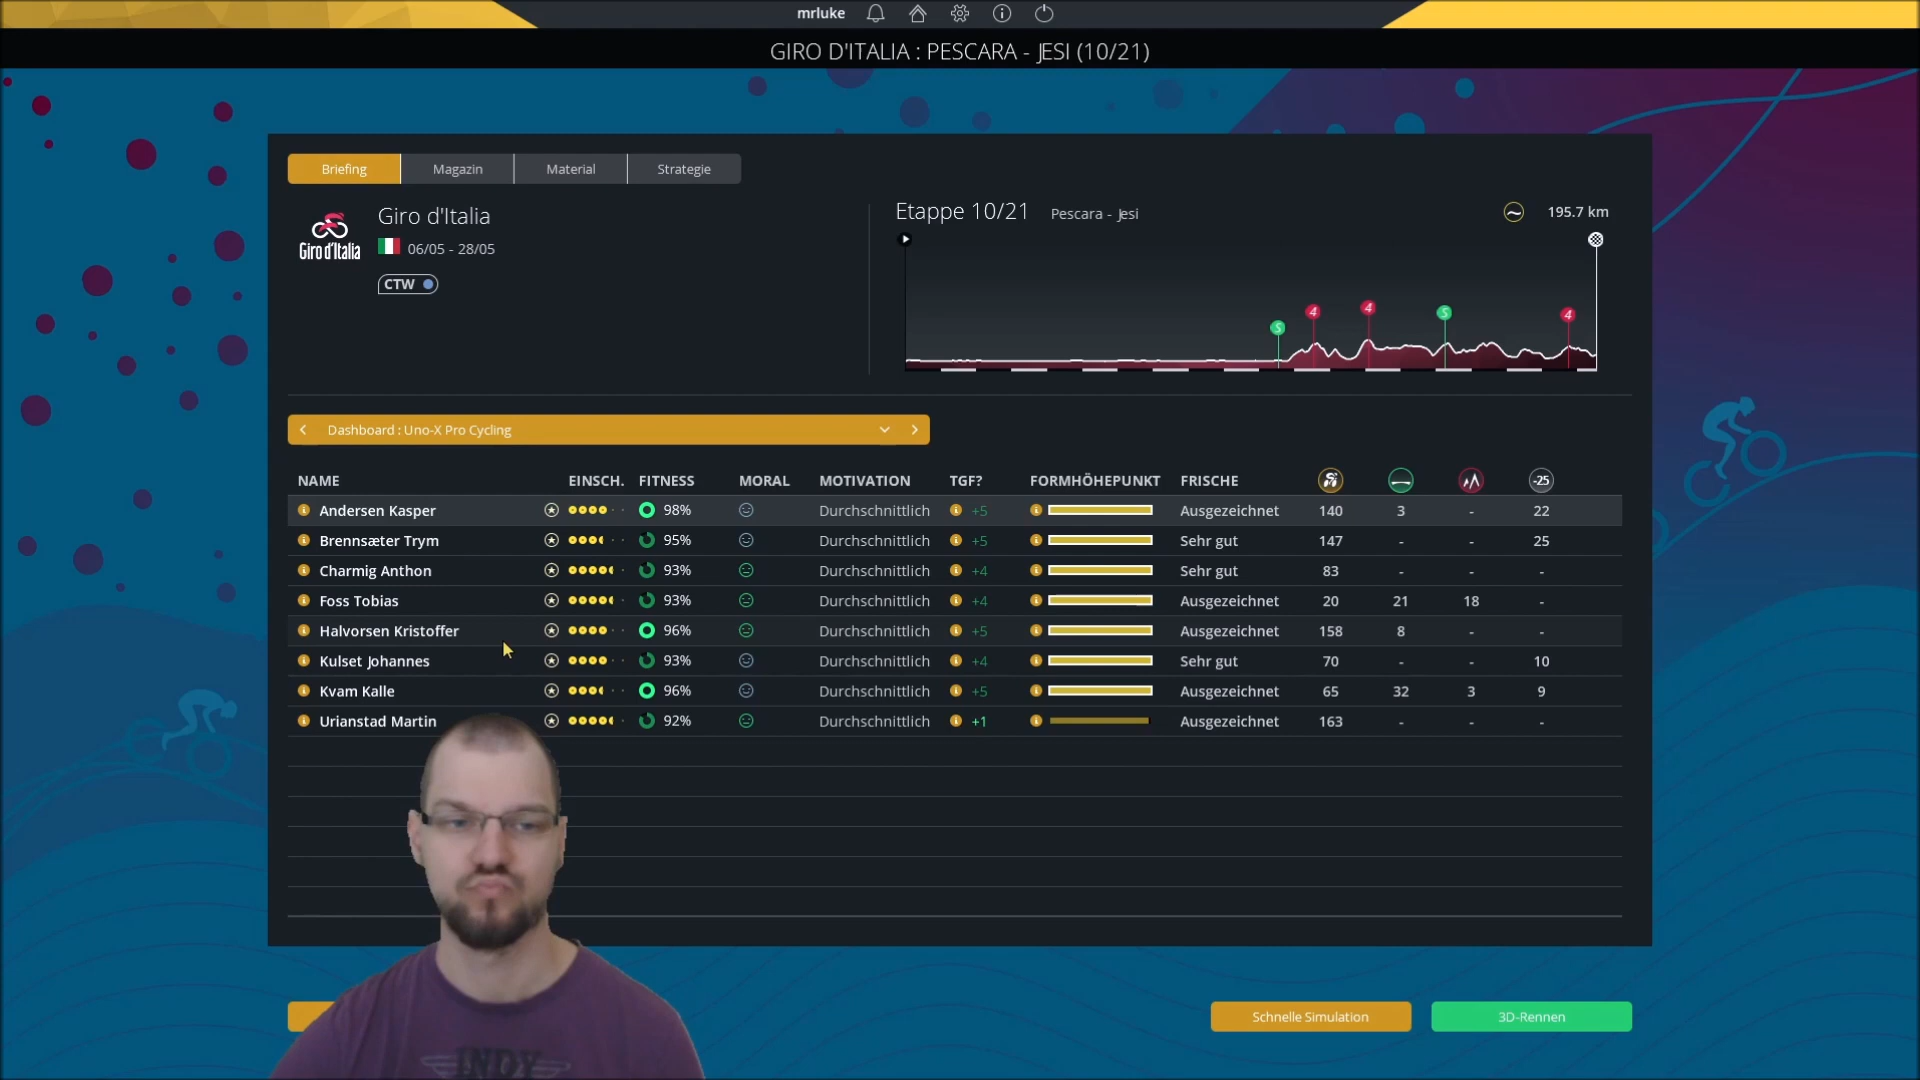 mrluke
GIRO D'ITALIA : PESCARA - JESI (10/21)
Briefing Magazin Material Strategie
Giro d'Italia
Giro d'Italia
06/05 - 28/05
CTW
Etappe 10/21 Pescara - Jesi 195.7 km
S 4 4 S 4
Dashboard : Uno-X Pro Cycling
NAME EINSCH. FITNESS MORAL MOTIVATION TGF? FORMHÖHEPUNKT FRISCHE -25
Andersen Kasper 98% Durchschnittlich +5 Ausgezeichnet 140 3 - 22
Brennsæter Trym 95% Durchschnittlich +5 Sehr gut 147 - - 25
Charmig Anthon 93% Durchschnittlich +4 Sehr gut 83 - - -
Foss Tobias 93% Durchschnittlich +4 Ausgezeichnet 20 21 18 -
Halvorsen Kristoffer 96% Durchschnittlich +5 Ausgezeichnet 158 8 - -
Kulset Johannes 93% Durchschnittlich +4 Sehr gut 70 - - 10
Kvam Kalle 96% Durchschnittlich +5 Ausgezeichnet 65 32 3 9
Urianstad Martin 92% Durchschnittlich +1 Ausgezeichnet 163 - - -
Schnelle Simulation 3D-Rennen
INDY